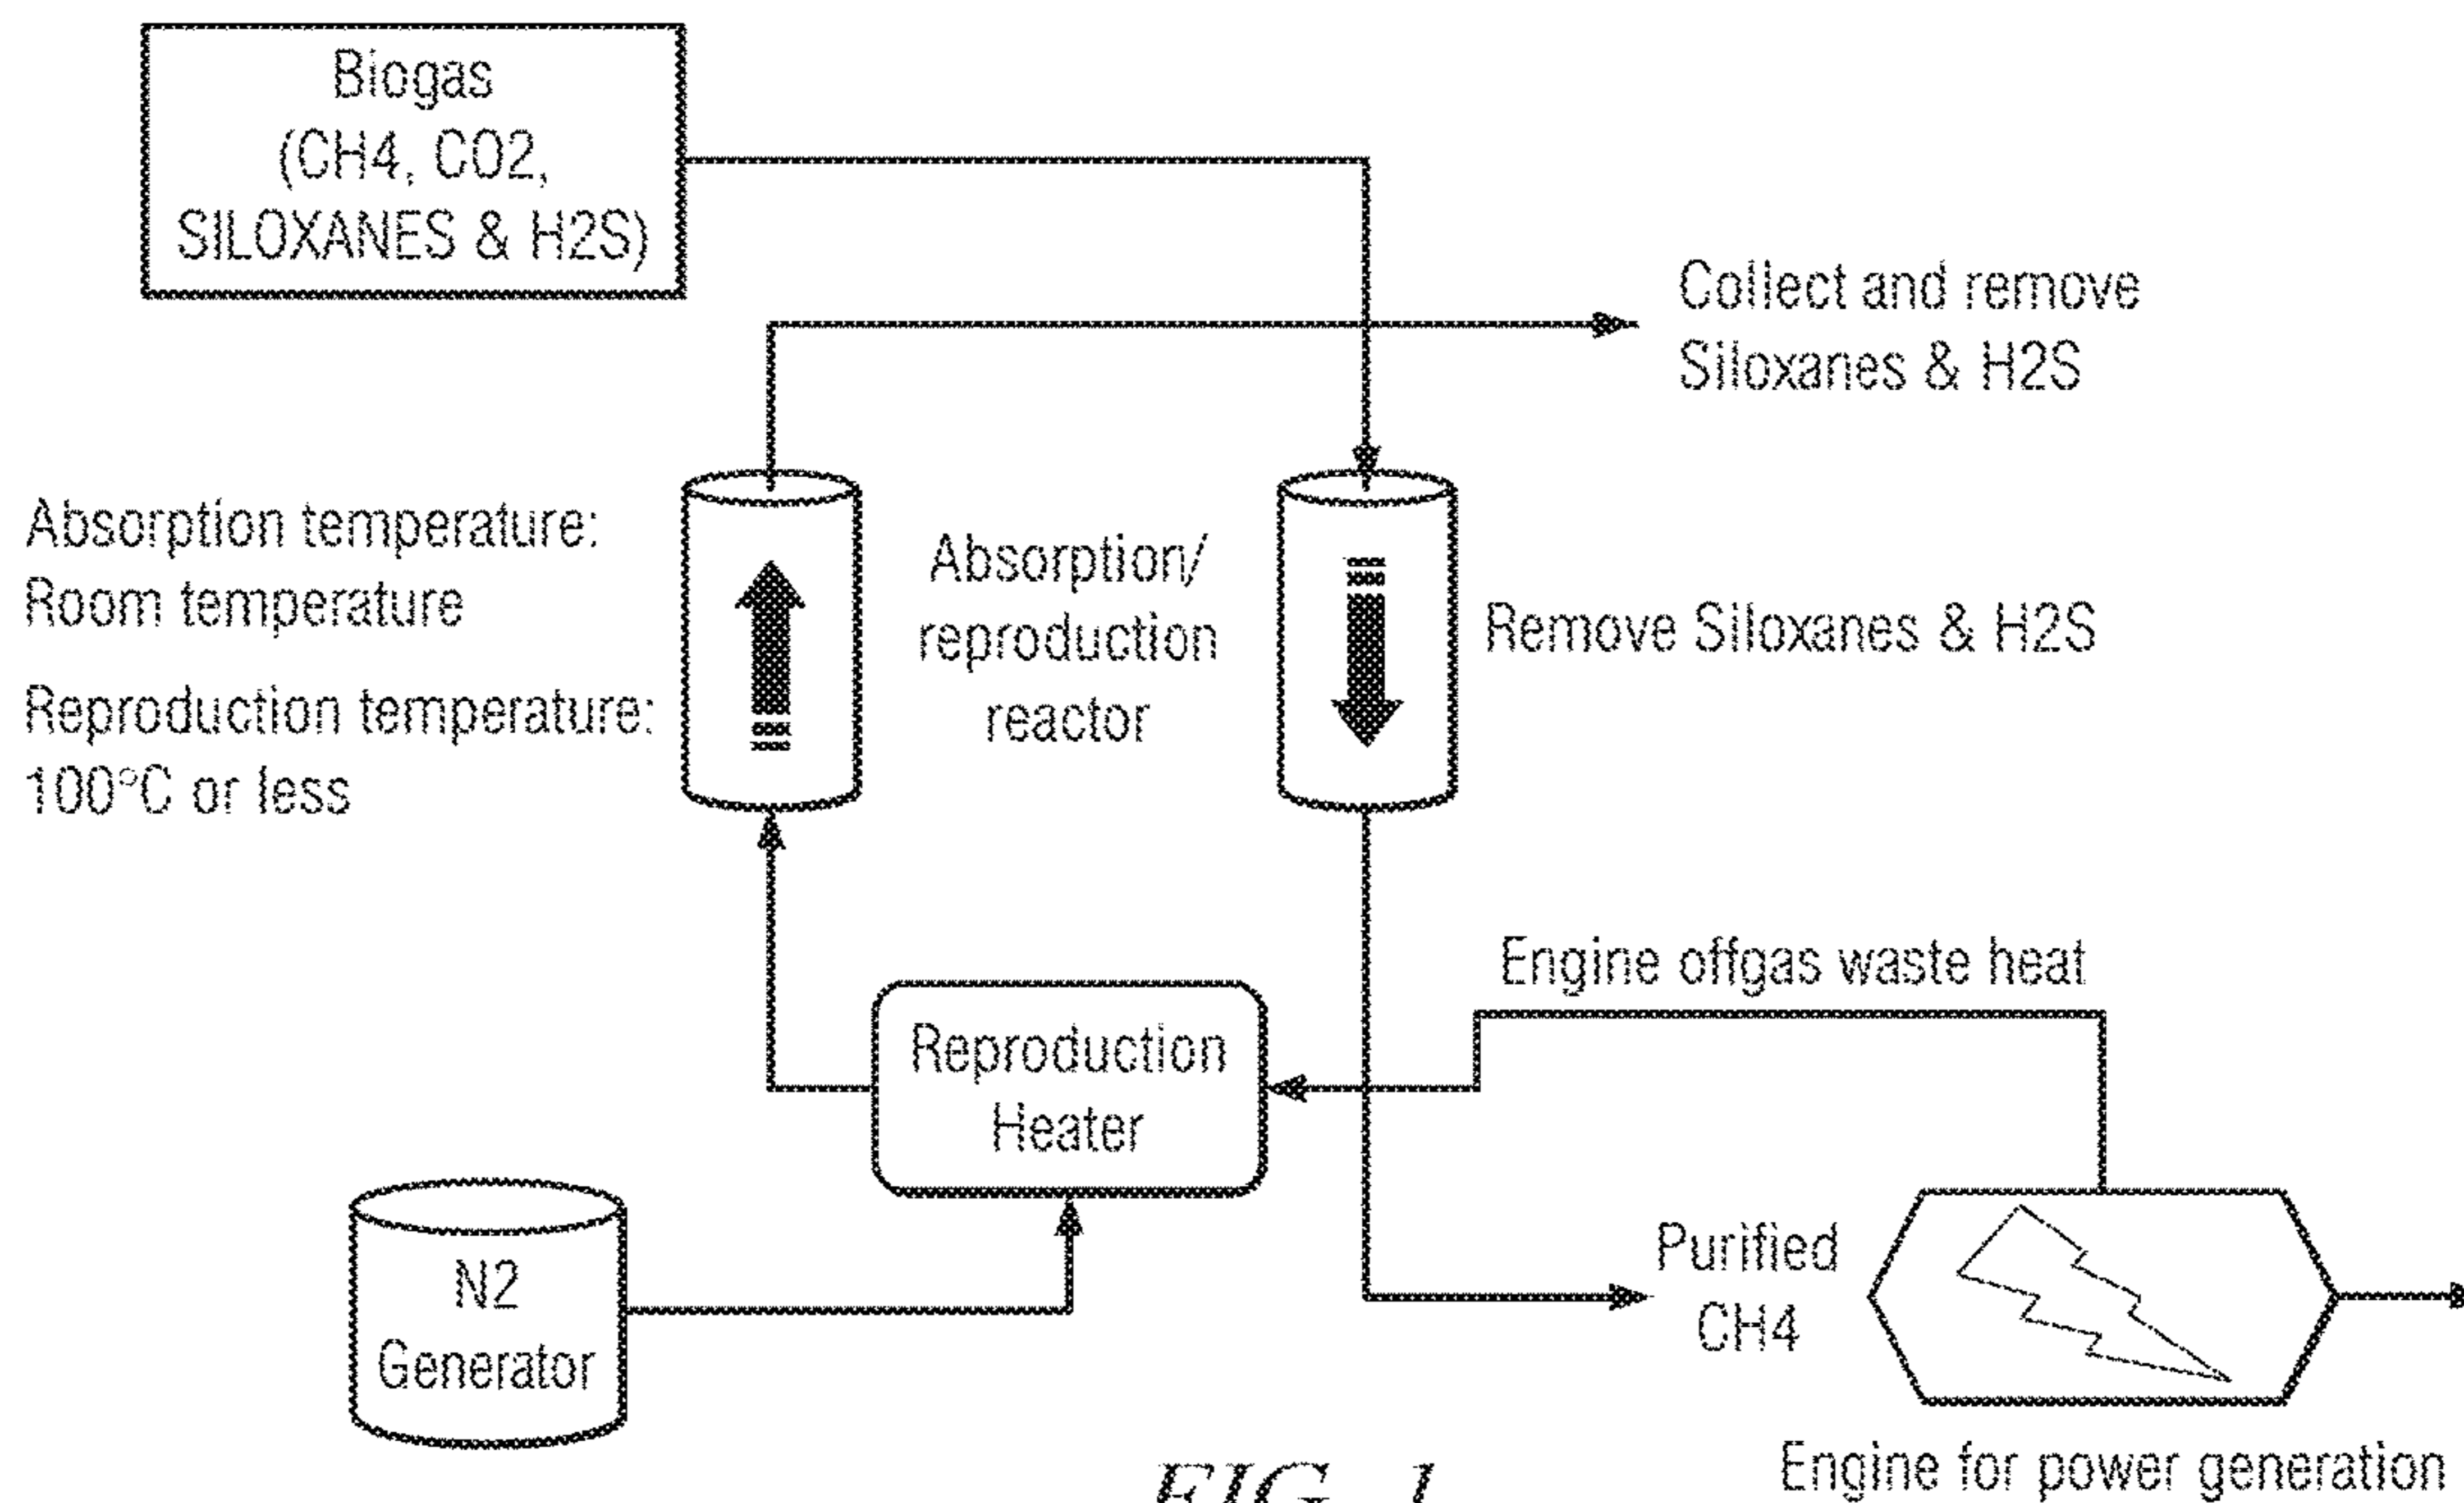 Biogas
(CH4, CO2,
SILOXANES & H2S)
Collect and remove
Siloxanes & H2S
Absorption temperature:
Room temperature
Reproduction temperature:
100°C or less
Absorption/
reproduction
reactor
Remove Siloxanes & H2S
Engine offgas waste heat
Reproduction
Heater
N2
Generator
Purified
CH4
Engine for power generation
FIG. 1